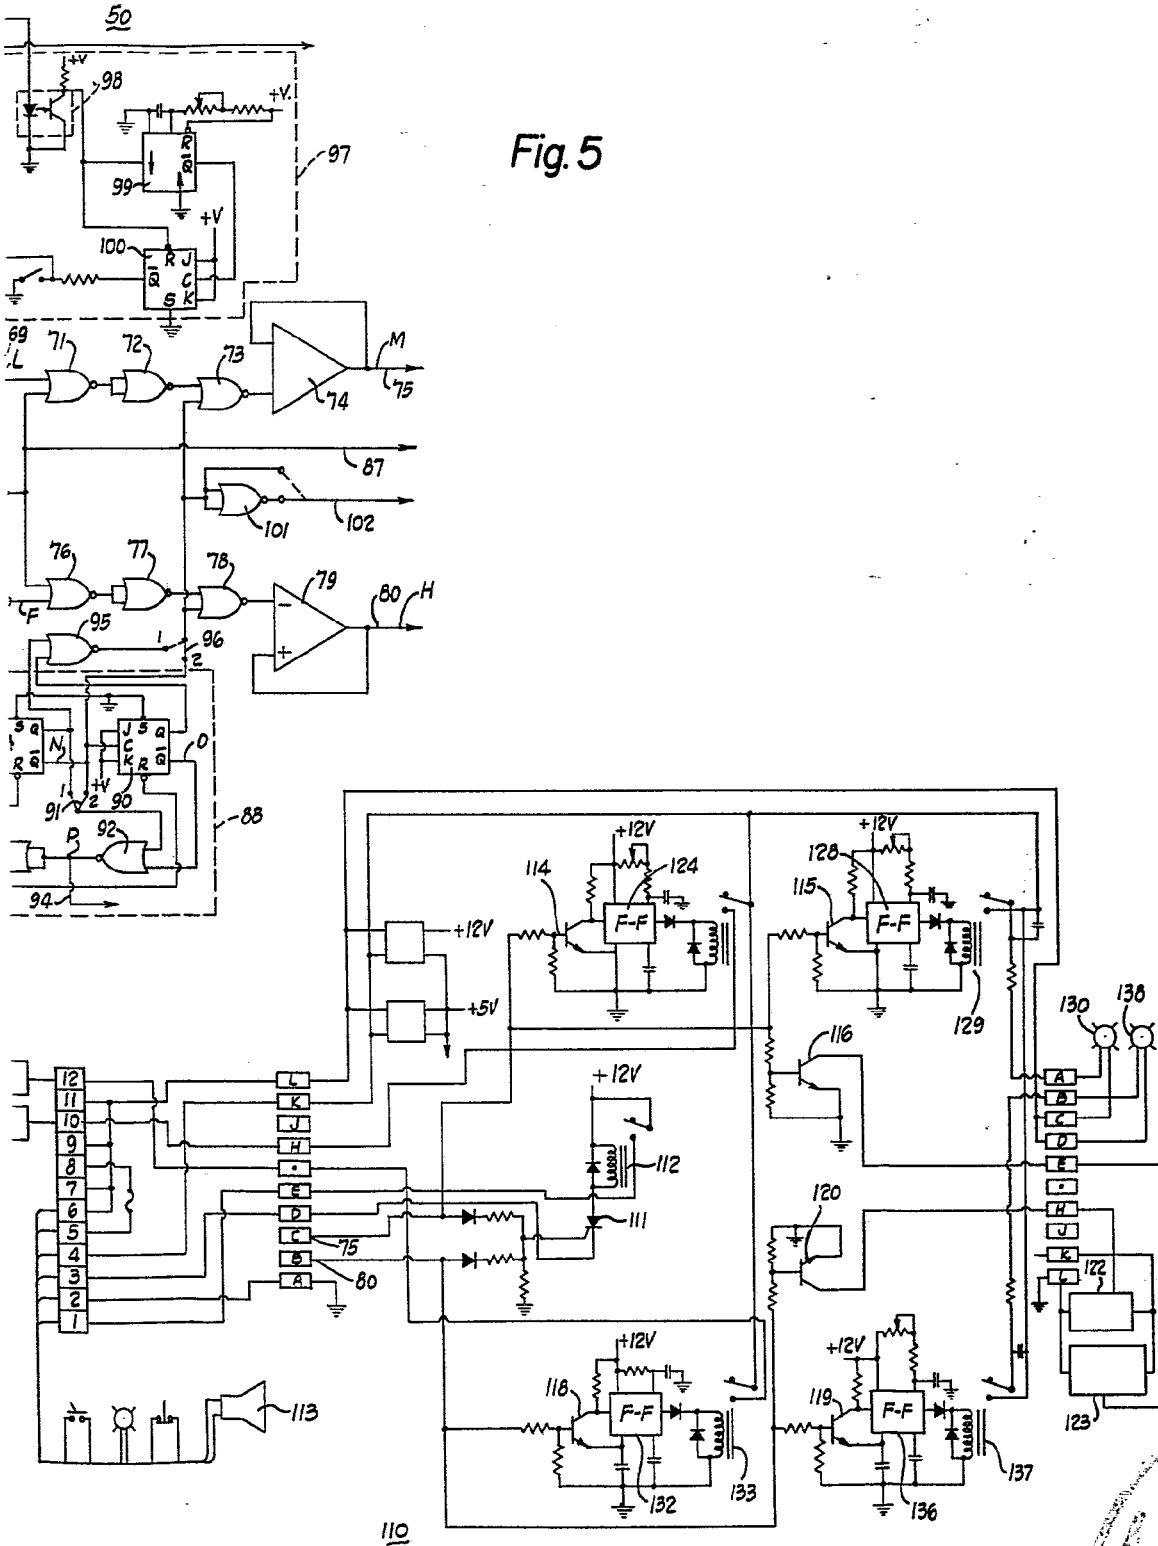 50
+V
98
+V.
R
Q̅
99
97
Fig. 5
+V
100
R J
Q̅ C
S K
69
L
71
72
73
M
74
75
87
101
102
76
77
78
79
80 H
F
95
1
96
2
-
+
S Q
R Q̅
N
J S Q
C
K Q̅
R
O
+V
90
1
91
2
92
P
94
88
+12V
124
114
F-F
+12V
128
115
F-F
129
+12V
+5V
130
138
116
+12V
112
111
12
11
10
9
8
7
6
5
4
3
2
1
L
K
J
H
E
D
C
B
A
75
80
A
B
C
D
E
H
J
K
L
120
122
123
+12V
118
F-F
132
133
+12V
119
F-F
136
137
113
110